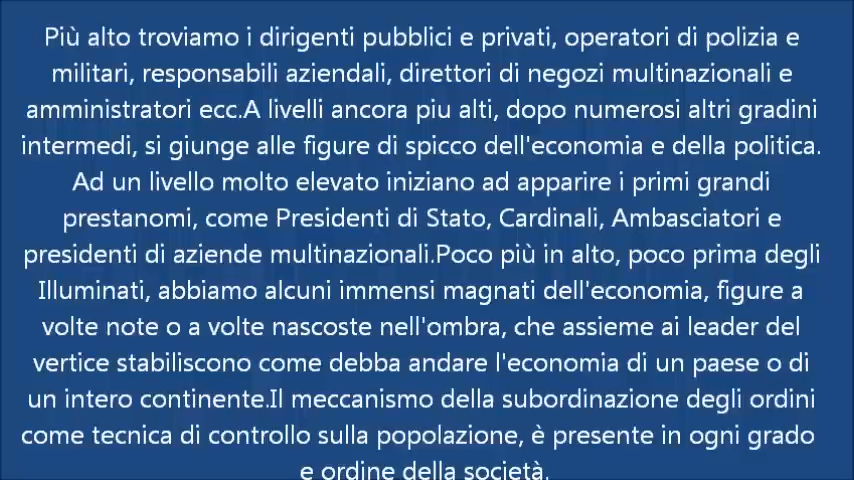 Più alto troviamo i dirigenti pubblici e privati, operatori di polizia e
militari, responsabili aziendali, direttori di negozi multinazionali e
amministratori ecc.A livelli ancora piu alti, dopo numerosi altri gradini
intermedi, si giunge alle figure di spicco dell'economia e della politica.
Ad un livello molto elevato iniziano ad apparire i primi grandi
prestanomi, come Presidenti di Stato, Cardinali, Ambasciatori e
presidenti di aziende multinazionali.Poco più in alto, poco prima degli
Illuminati, abbiamo alcuni immensi magnati dell'economia, figure a
volte note o a volte nascoste nell'ombra, che assieme ai leader del
vertice stabiliscono come debba andare l'economia di un paese o di
un intero continente.Il meccanismo della subordinazione degli ordini
come tecnica di controllo sulla popolazione, è presente in ogni grado
e ordine della società.